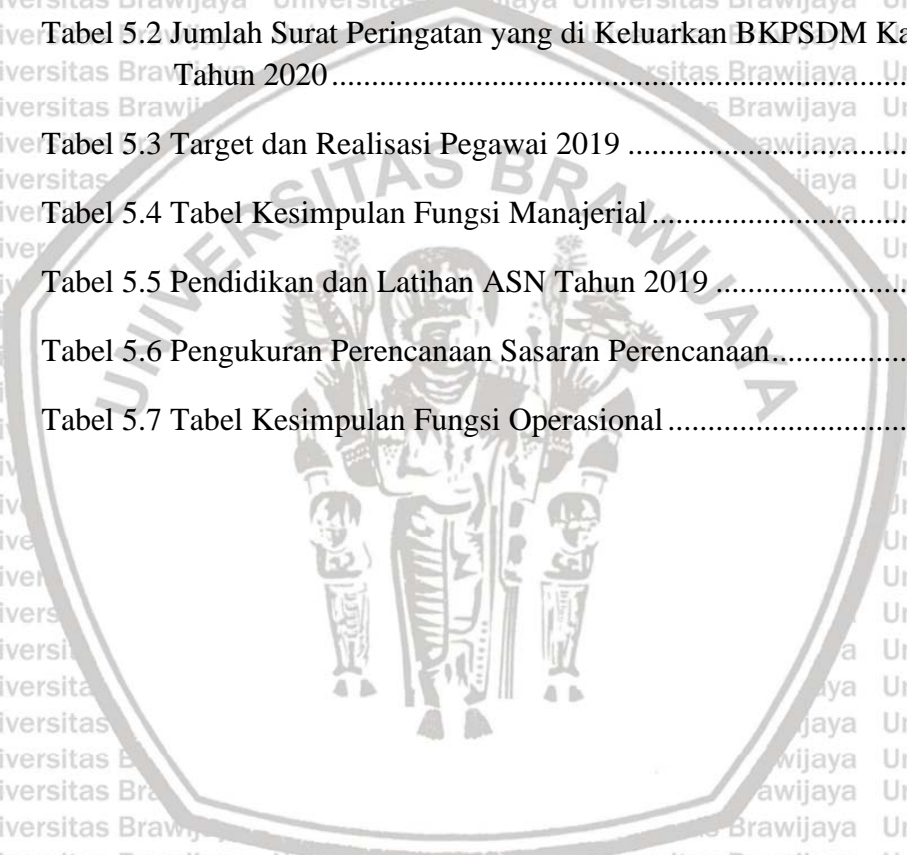 Tabel 5.2 Jumlah Surat Peringatan yang di Keluarkan BKPSDM
Tahun 2020 ..........................................................
Tabel 5.3 Target dan Realisasi Pegawai 2019 ..............................
Tabel 5.4 Tabel Kesimpulan Fungsi Manajerial ...........................
Tabel 5.5 Pendidikan dan Latihan ASN Tahun 2019 .....................
Tabel 5.6 Pengukuran Perencanaan Sasaran Perencanaan ...............
Tabel 5.7 Tabel Kesimpulan Fungsi Operasional ..........................
UNIVERSITAS BRAWIJAYA